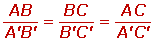 AB/A'B' = BC/B'C' = AC/A'C'